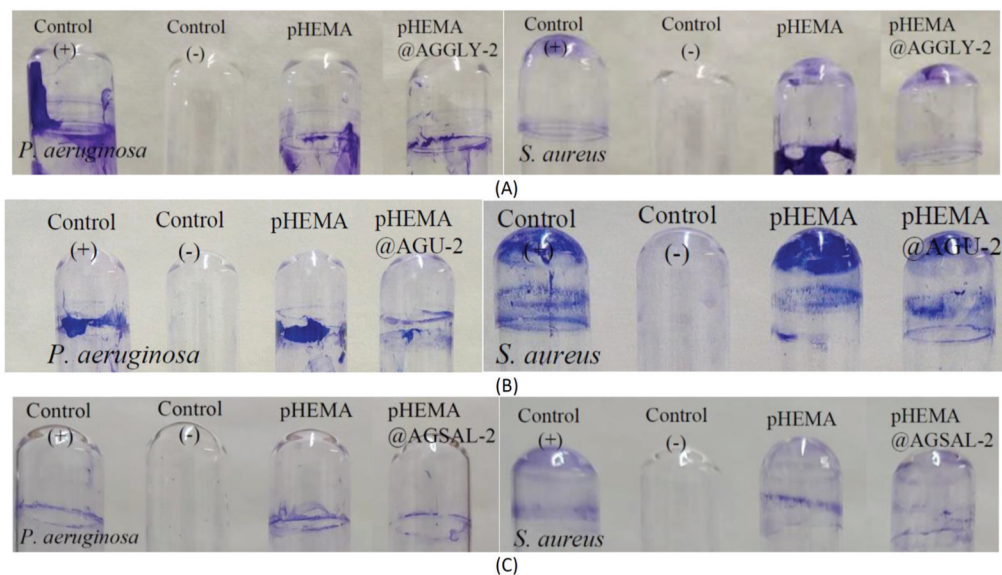 Control
(+)
Control
(-)
pHEMA
pHEMA
@AGGLY-2
P. aeruginosa
Control
(+)
Control
(-)
pHEMA
pHEMA
@AGGLY-2
S. aureus
(A)
Control
(+)
Control
(-)
pHEMA
pHEMA
@AGU-2
P. aeruginosa
Control
(+)
Control
(-)
pHEMA
pHEMA
@AGU-2
S. aureus
(B)
Control
(+)
Control
(-)
pHEMA
pHEMA
@AGSAL-2
P. aeruginosa
Control
(+)
Control
(-)
pHEMA
pHEMA
@AGSAL-2
S. aureus
(C)